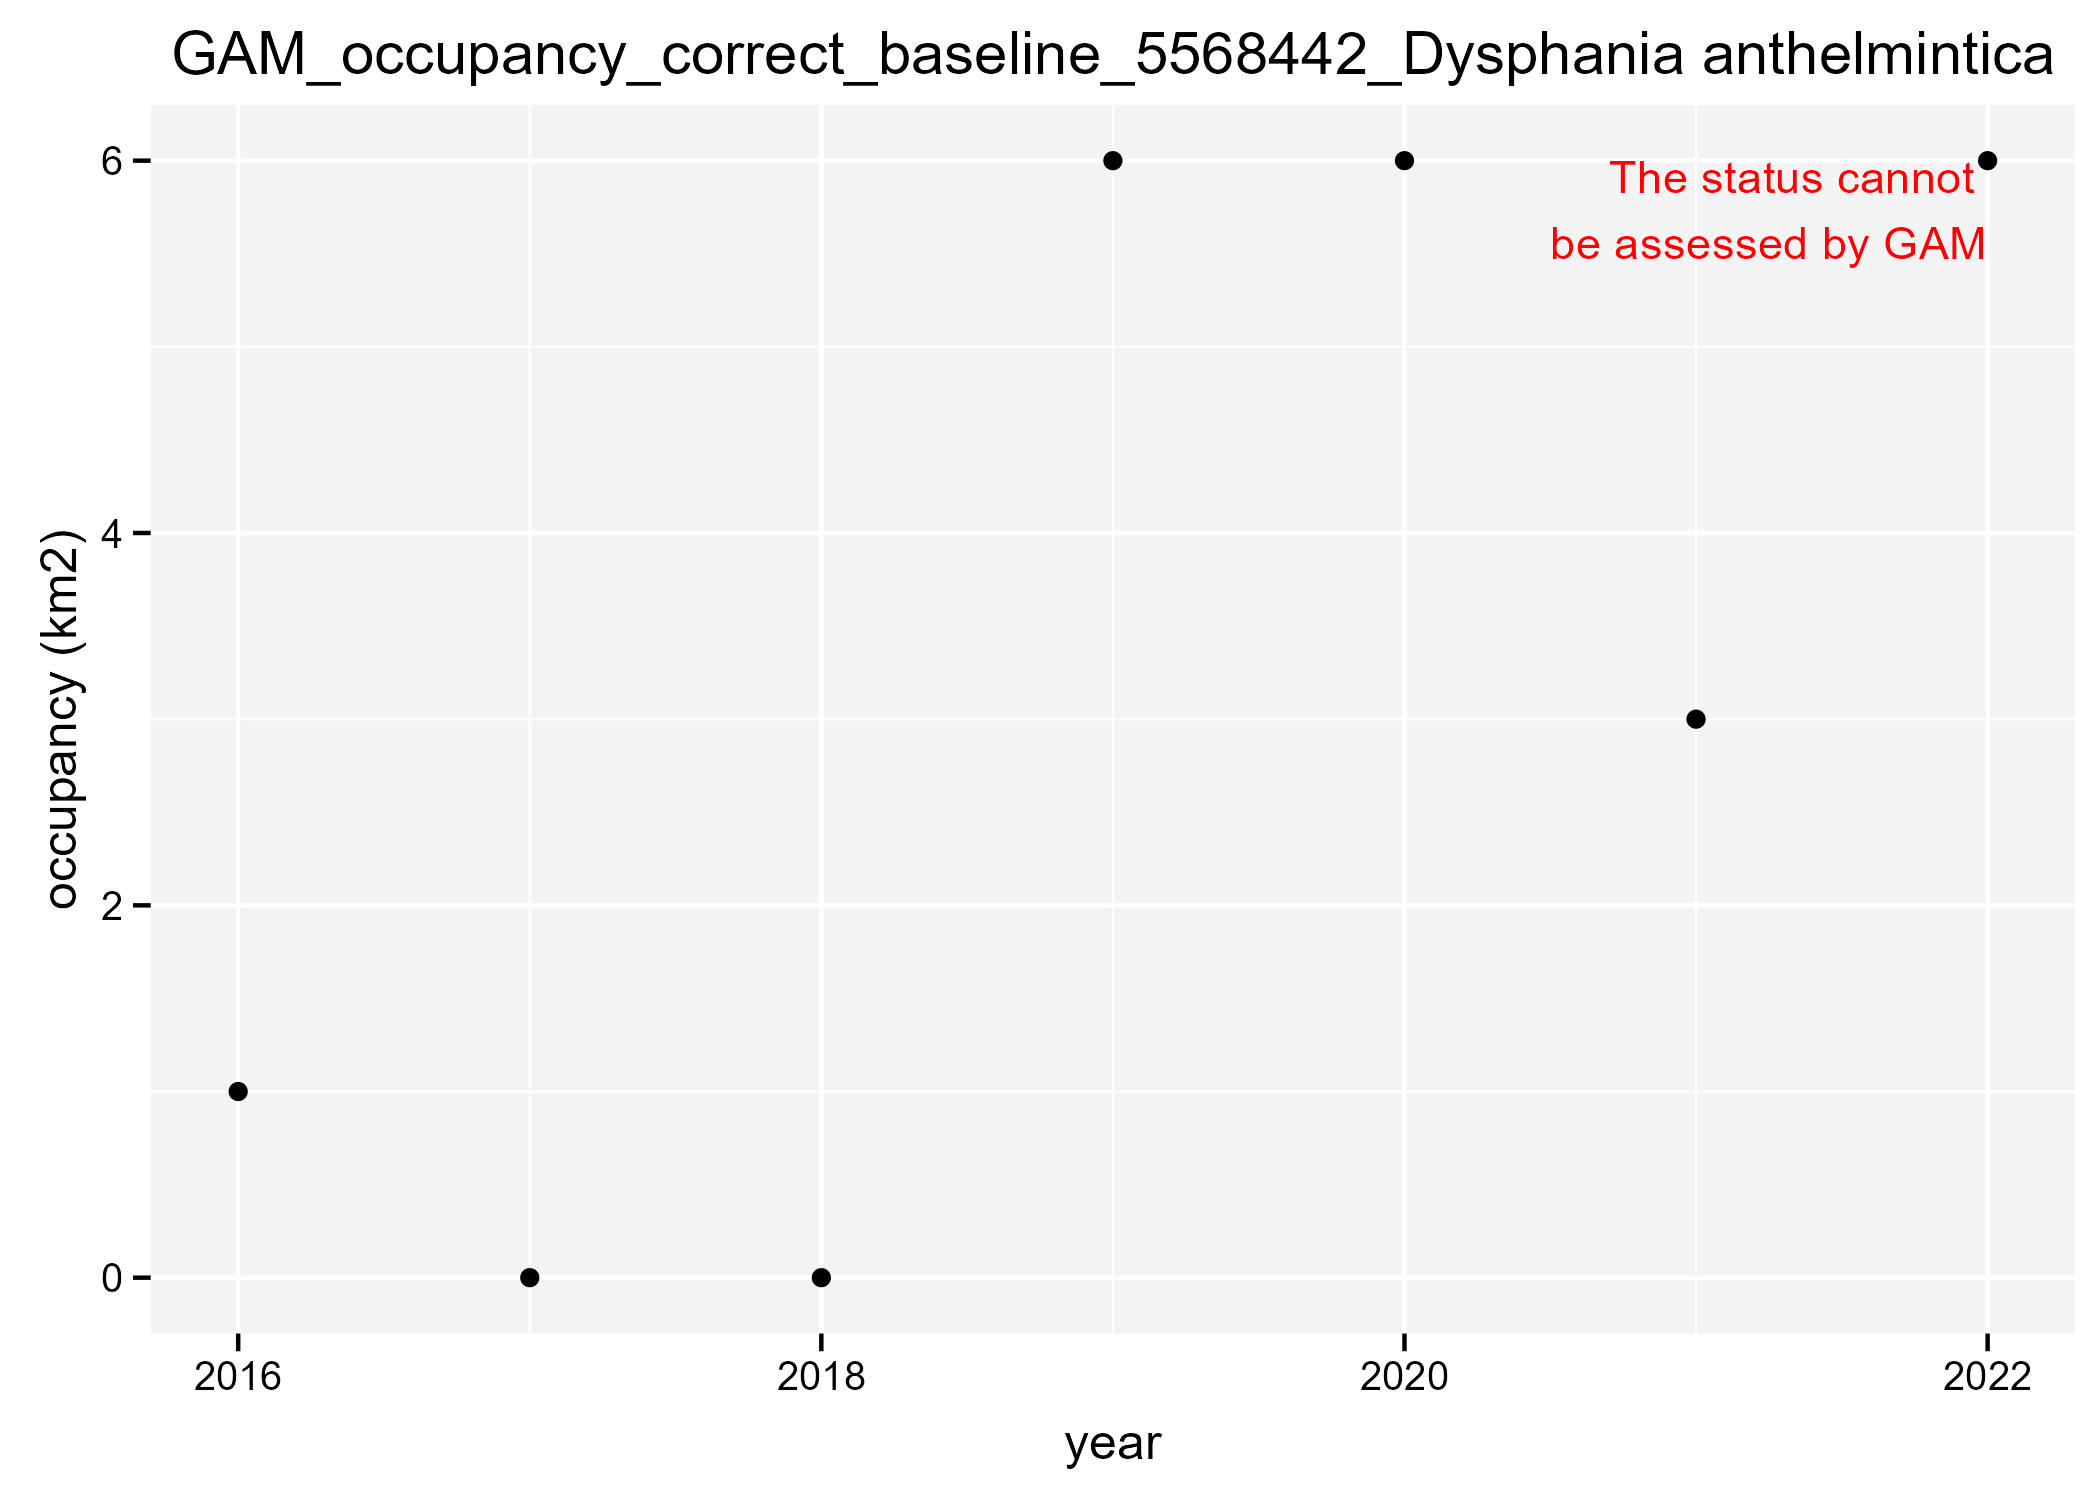 GAM_occupancy_correct_baseline_5568442_Dysphania anthelmintica
6
The status cannot
be assessed by GAM
4
occupancy (km2)
2
0
2016 2018 2020 2022
year